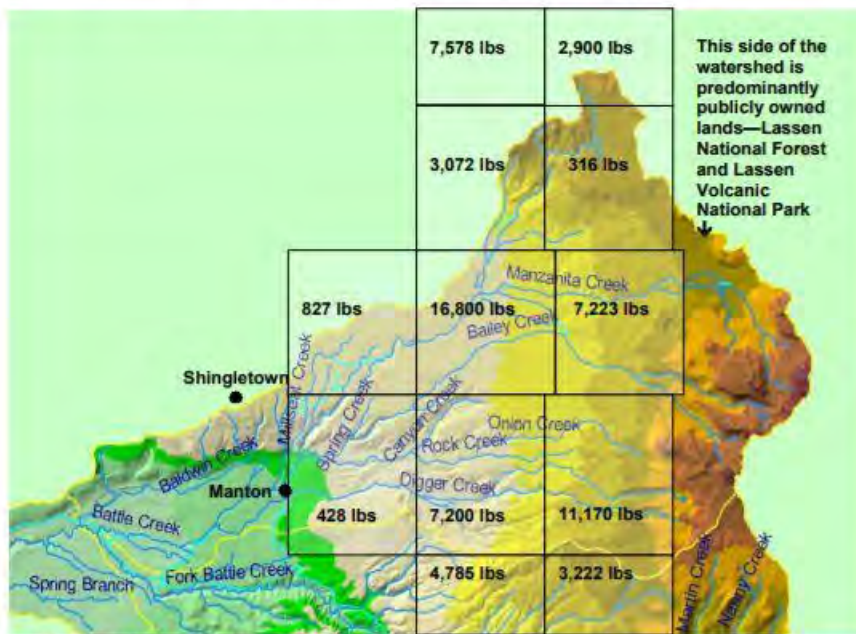 7,578 lbs
2,900 lbs
This side of the
watershed is
predominantly
publicly owned
lands—Lassen
National Forest
and Lassen
Volcanic
National Park
3,072 lbs
316 lbs
Manzanita Creek
827 lbs
16,800 lbs
7,223 lbs
Bailey Creek
Shingletown
Millseat Creek
Spring Creek
Canyon Creek
Onion Creek
Rock Creek
Baldwin Creek
Manton
Digger Creek
Battle Creek
428 lbs
7,200 lbs
11,170 lbs
Fork Battle Creek
Spring Branch
4,785 lbs
3,222 lbs
Martin Creek
Nanny Creek